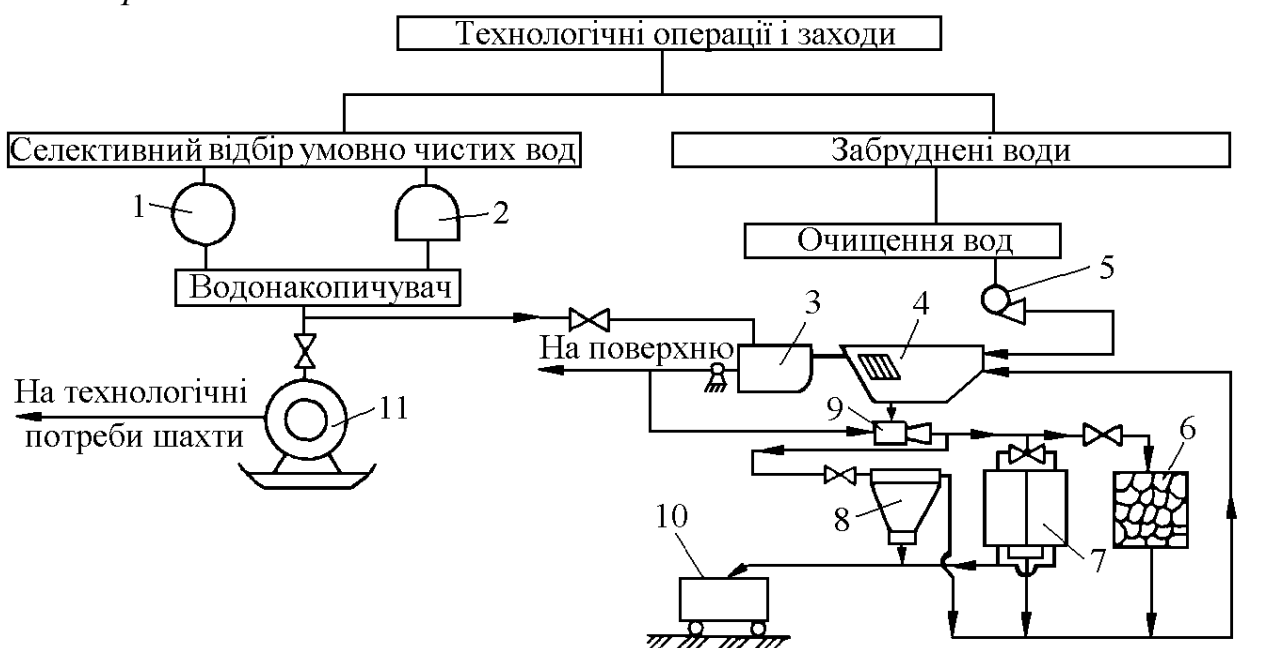 Технологічні операції і заходи
Селективний відбір умовно чистих вод
Забруднені води
1
2
Очищення вод
Водонакопичувач
5
3
4
На поверхню
На технологічні
потреби шахти
11
9
6
8
7
10